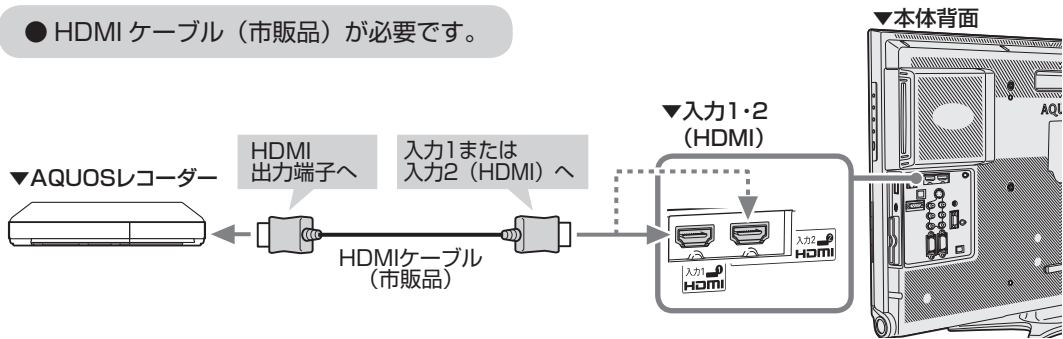 ● HDMI ケーブル（市販品）が必要です。
▼本体背面
AQU
▼入力1･2
（HDMI）
HDMI
出力端子へ
入力1または
入力2（HDMI）へ
▼AQUOSレコーダー
HDMIケーブル
（市販品）
入力2
HDMI
入力1
HDMI